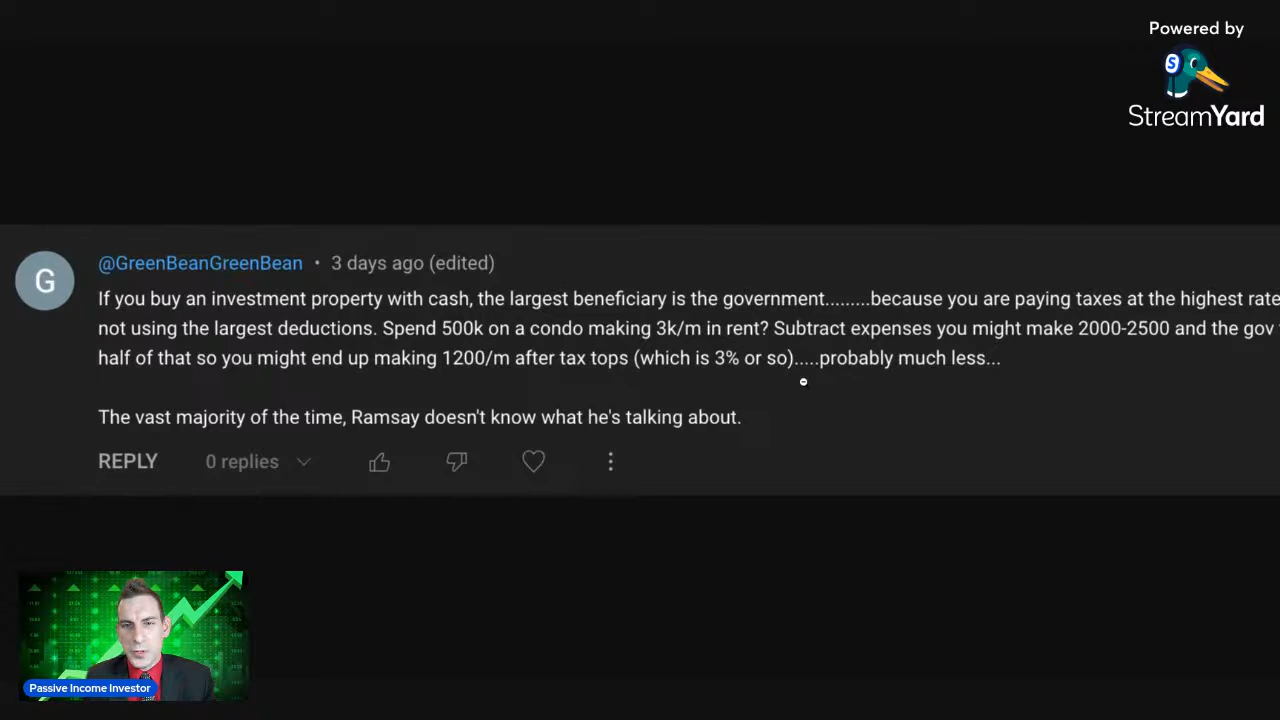 Powered by
S
StreamYard
G
@GreenBeanGreenBean • 3 days ago (edited)
If you buy an investment property with cash, the largest beneficiary is the government.........because you are paying taxes at the highest rate
not using the largest deductions. Spend 500k on a condo making 3k/m in rent? Subtract expenses you might make 2000-2500 and the gov
half of that so you might end up making 1200/m after tax tops (which is 3% or so).....probably much less...
The vast majority of the time, Ramsay doesn't know what he's talking about.
REPLY 0 replies
Passive Income Investor